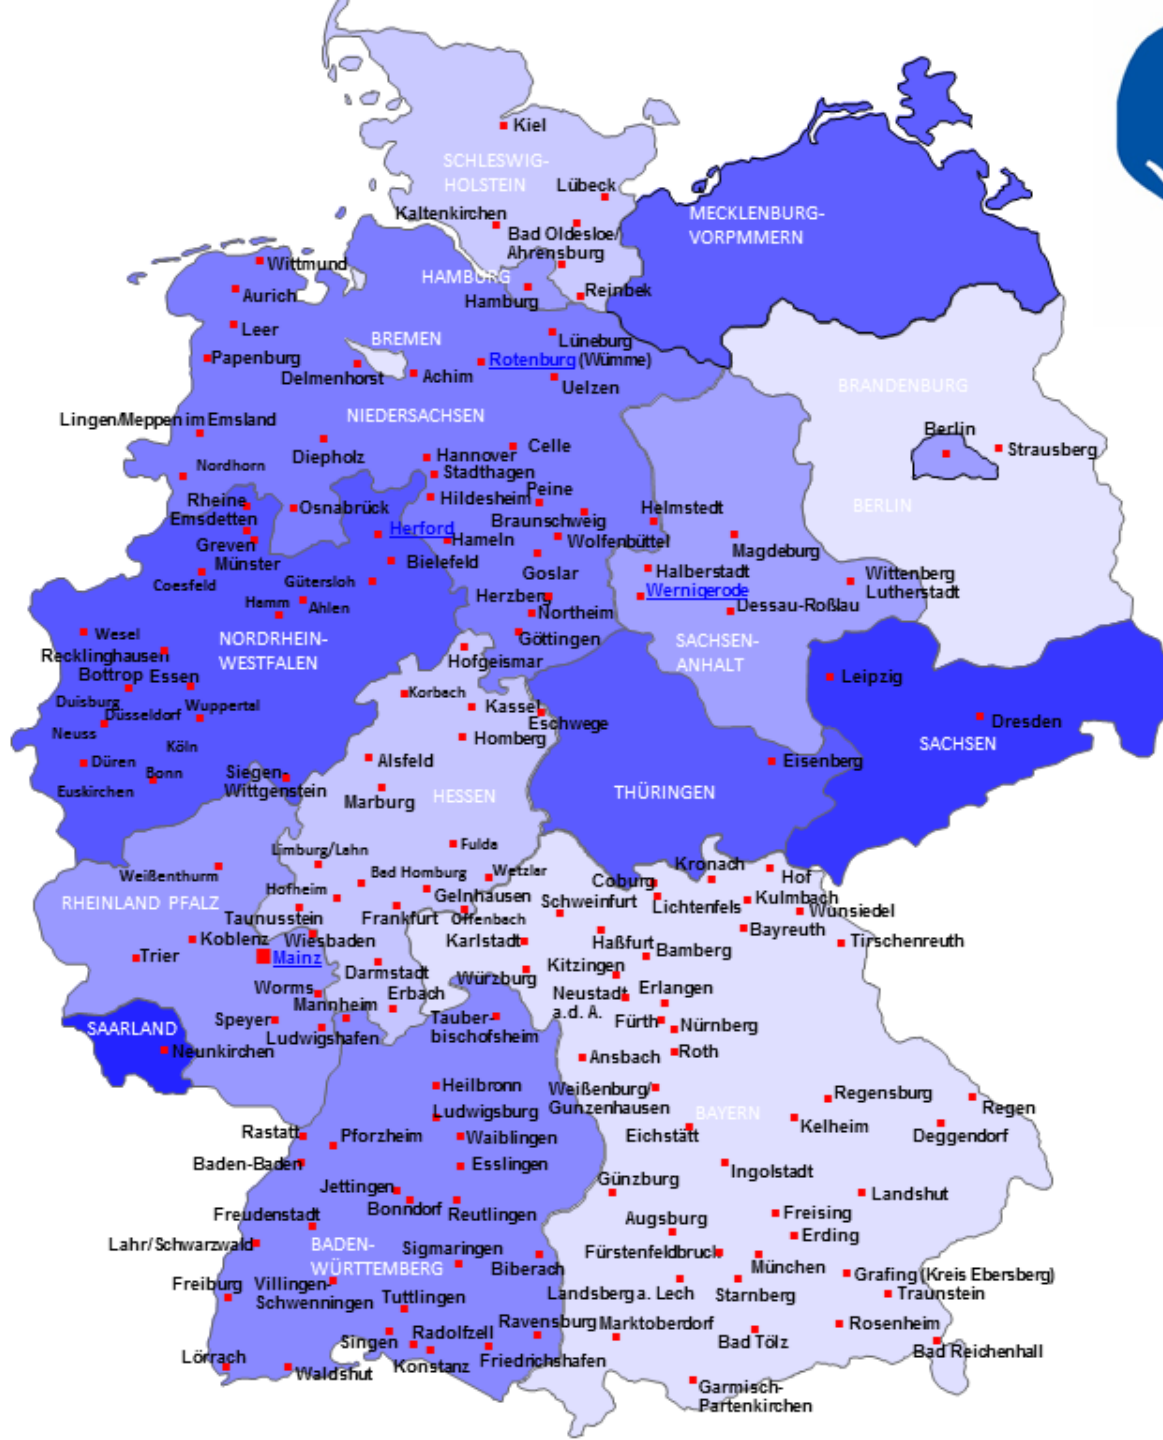 Kiel
SCHLESWIG-
HOLSTEIN
Lübeck
Kaltenkirchen
Bad Oldesloe/
Ahrensburg
MECKLENBURG-
VORPMMERN
Wittmund
HAMBURG
Hamburg
Reinbek
Aurich
Leer
BREMEN
Lüneburg
Papenburg
Delmenhorst
Achim
Rotenburg (Wümme)
Uelzen
BRANDENBURG
Lingen/Meppen im Emsland
NIEDERSACHSEN
Berlin
Strausberg
Diepholz
Hannover
Celle
Nordhorn
Stadthagen
Rheine
Osnabrück
Hildesheim
Peine
BERLIN
Emsdetten
Herford
Braunschweig
Helmstedt
Greven
Hameln
Wolfenbüttel
Magdeburg
Münster
Bielefeld
Goslar
Halberstadt
Wittenberg
Lutherstadt
Coesfeld
Gütersloh
Herzberg
Wernigerode
Hamm
Ahlen
Northeim
Dessau-Roßlau
Wesel
NORDRHEIN-
WESTFALEN
Göttingen
SACHSEN-
ANHALT
Recklinghausen
Hofgeismar
Bottrop
Essen
Leipzig
Duisburg
Düsseldorf
Wuppertal
Korbach
Kassel
Eschwege
Dresden
Neuss
Köln
Homberg
SACHSEN
Düren
Bonn
Siegen-
Wittgenstein
Alsfeld
Eisenberg
Euskirchen
Marburg
HESSEN
THÜRINGEN
Limburg/Lahn
Fulda
Weißenthurm
Bad Homburg
Wetzlar
Kronach
Hof
Hofheim
Gelnhausen
Coburg
Kulmbach
RHEINLAND PFALZ
Taunusstein
Frankfurt
Offenbach
Schweinfurt
Lichtenfels
Wunsiedel
Koblenz
Wiesbaden
Karlstadt
Haßfurt
Bamberg
Bayreuth
Tirschenreuth
Trier
Mainz
Darmstadt
Würzburg
Kitzingen
Worms
Mannheim
Erbach
Neustadt
a.d. A.
Erlangen
SAARLAND
Speyer
Ludwigshafen
Tauber-
bischofsheim
Fürth
Nürnberg
Neunkirchen
Ansbach
Roth
Heilbronn
Weißenburg/
Gunzenhausen
BAYERN
Regensburg
Regen
Ludwigsburg
Kelheim
Deggendorf
Rastatt
Pforzheim
Waiblingen
Eichstätt
Baden-Baden
Esslingen
Ingolstadt
Jettingen
Günzburg
Landshut
Bonndorf
Reutlingen
Freudenstadt
Augsburg
Freising
Erding
Lahr/Schwarzwald
BADEN-
WÜRTTEMBERG
Sigmaringen
Biberach
Fürstenfeldbruck
München
Grafing (Kreis Ebersberg)
Freiburg
Villingen-
Schwenningen
Tuttlingen
Landsberg a. Lech
Starnberg
Traunstein
Ravensburg
Marktoberdorf
Rosenheim
Singen
Radolfzell
Bad Tölz
Bad Reichenhall
Lörrach
Waldshut
Konstanz
Friedrichshafen
Garmisch-
Partenkirchen